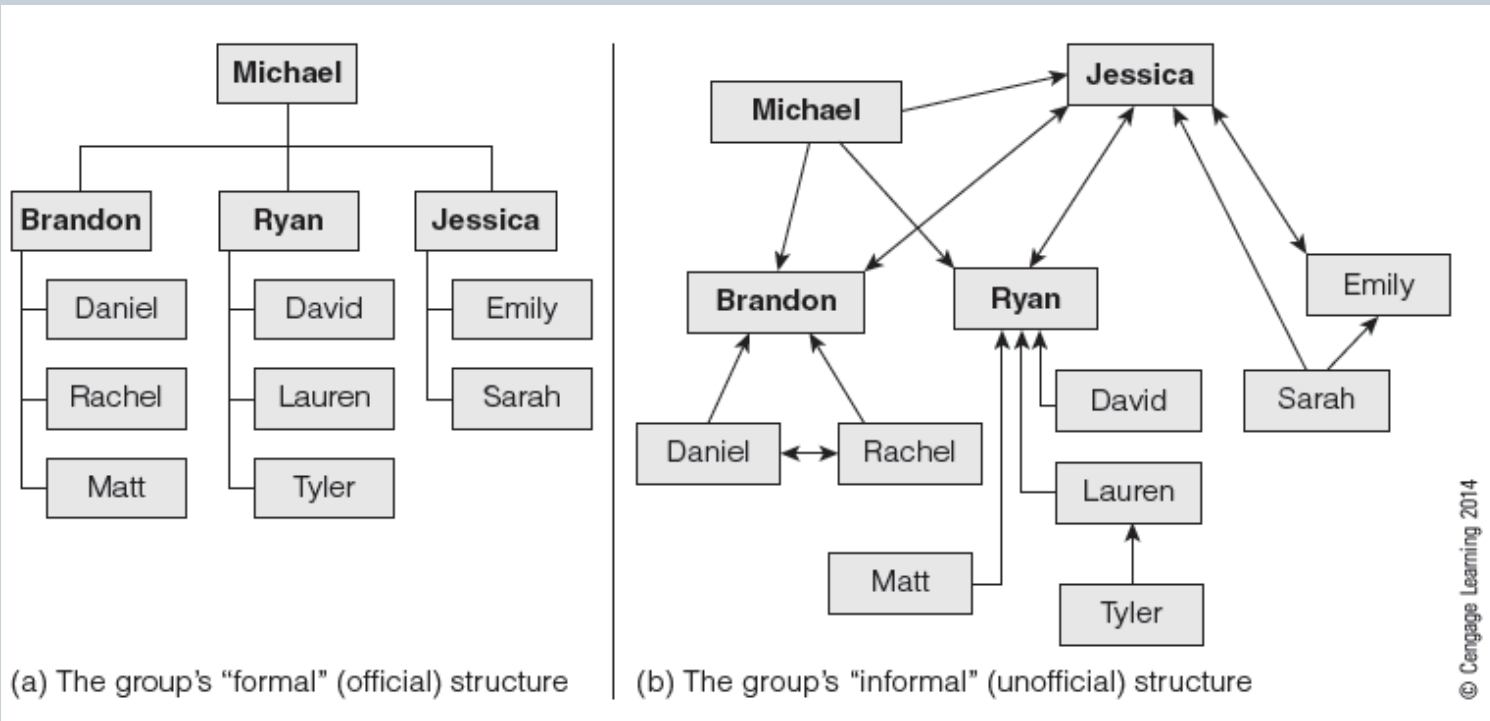 Michael
Brandon
Ryan
Jessica
Daniel
David
Emily
Rachel
Lauren
Sarah
Matt
Tyler
(a) The group's “formal” (official) structure
Jessica
Michael
Emily
Brandon
Ryan
David
Sarah
Daniel
Rachel
Lauren
Matt
Tyler
(b) The group's “informal” (unofficial) structure
© Cengage Learning 2014